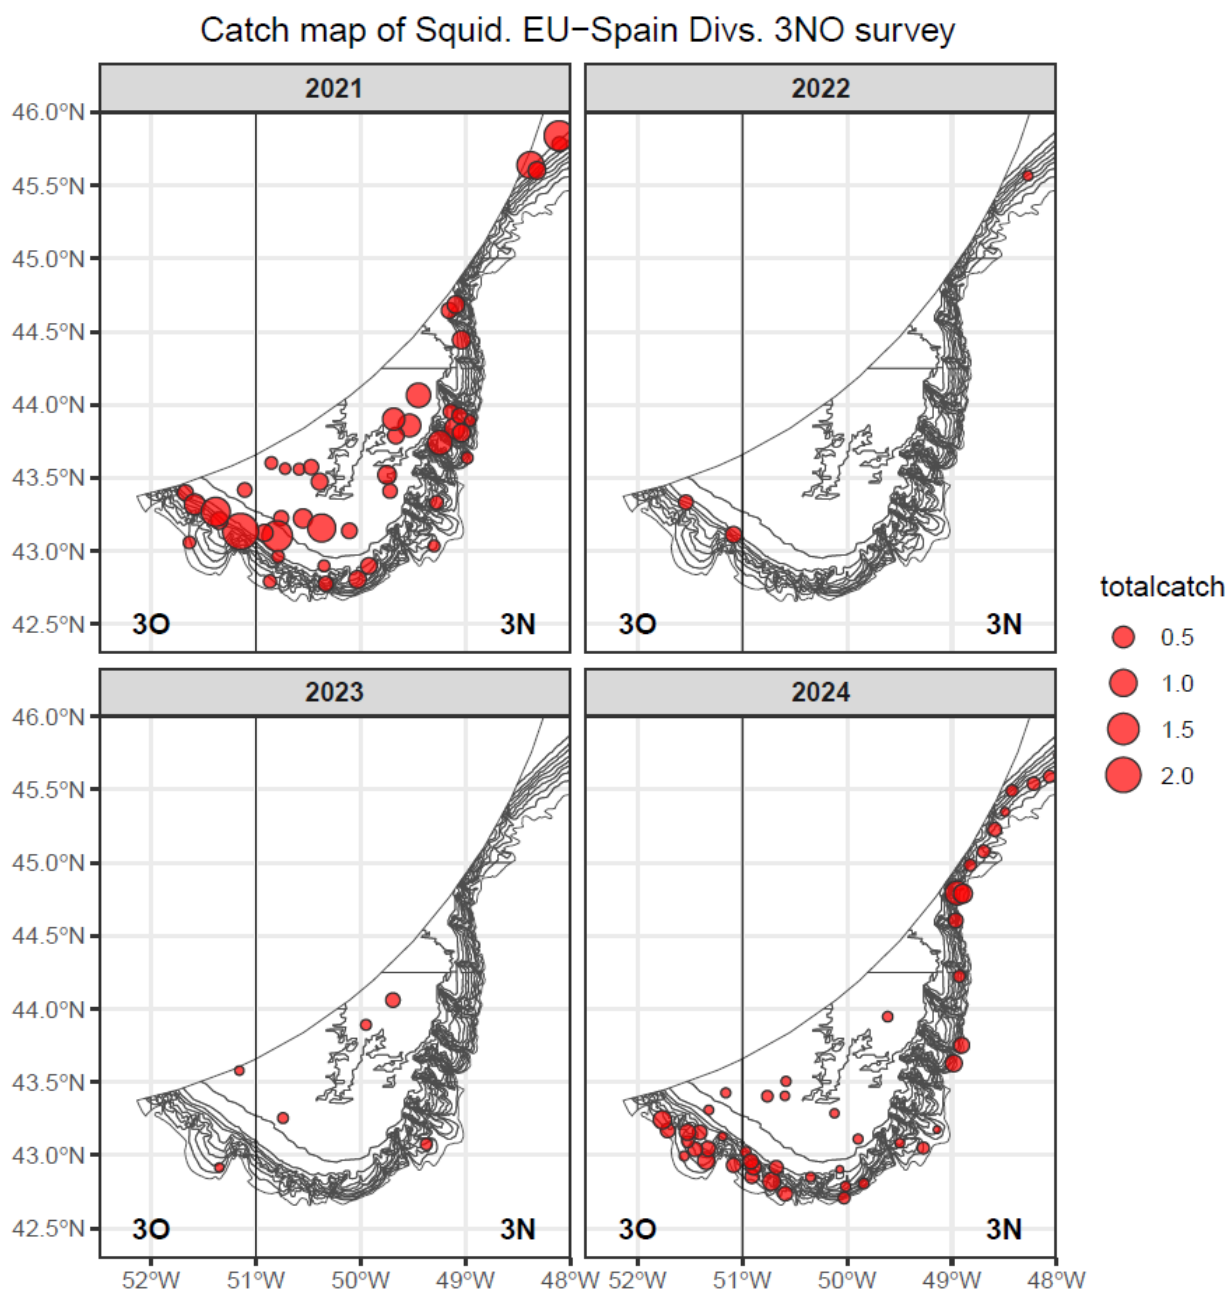 Catch map of Squid. EU−Spain Divs. 3NO survey
2021
2022
46.0°N
45.5°N
45.0°N
44.5°N
44.0°N
43.5°N
43.0°N
42.5°N
3O
3N
3O
3N
totalcatch
0.5
1.0
1.5
2.0
2023
2024
46.0°N
45.5°N
45.0°N
44.5°N
44.0°N
43.5°N
43.0°N
42.5°N
3O
3N
3O
3N
52°W 51°W 50°W 49°W 48°W 52°W 51°W 50°W 49°W 48°W